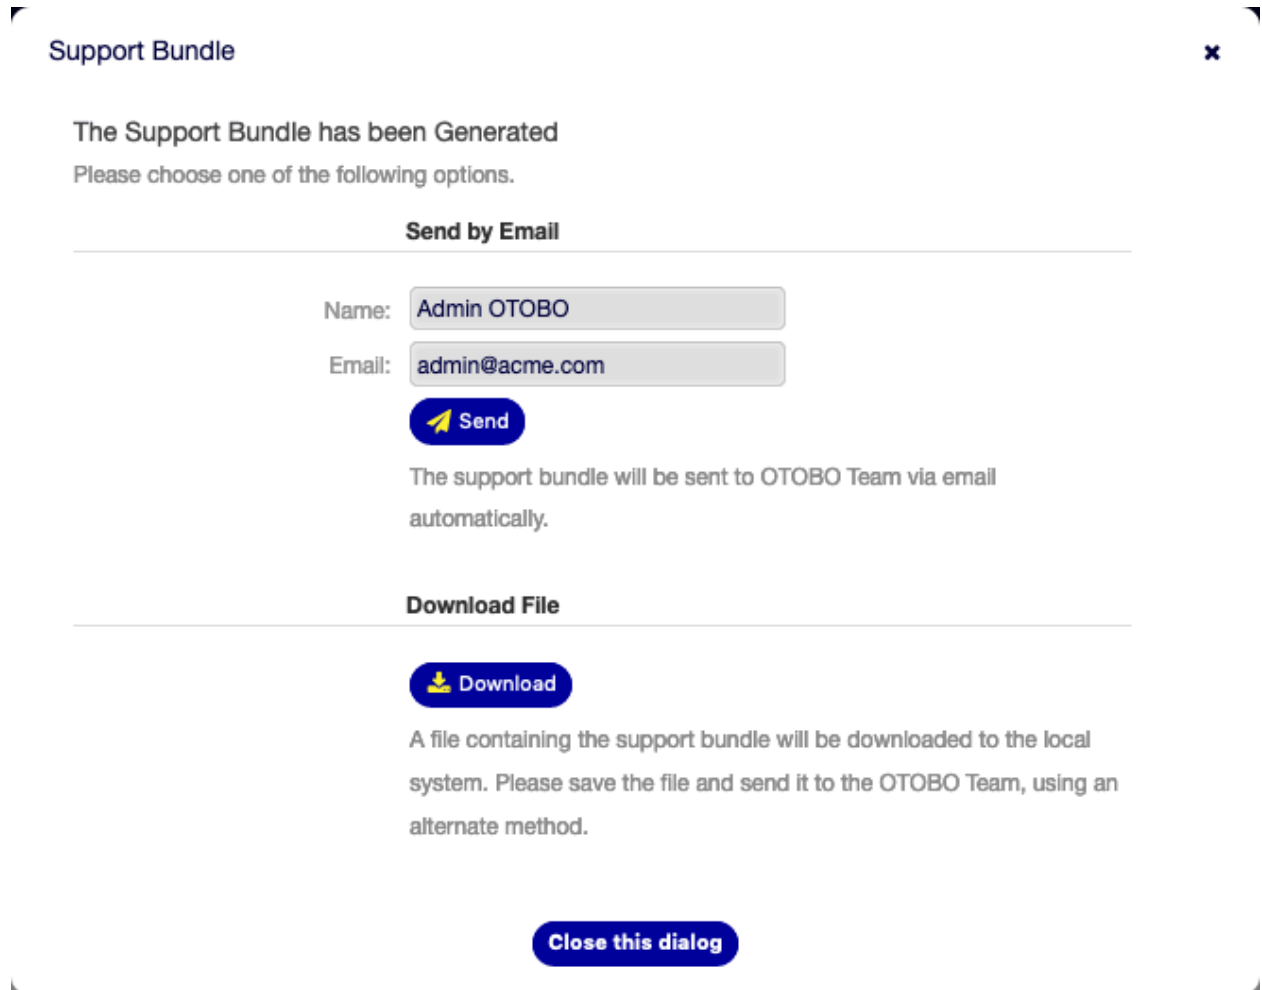 Support Bundle
The Support Bundle has been Generated
Please choose one of the following options.
Send by Email
Name: Admin OTOBO
Email: admin@acme.com
Send
The support bundle will be sent to OTOBO Team via email
automatically.
Download File
Download
A file containing the support bundle will be downloaded to the local
system. Please save the file and send it to the OTOBO Team, using an
alternate method.
Close this dialog